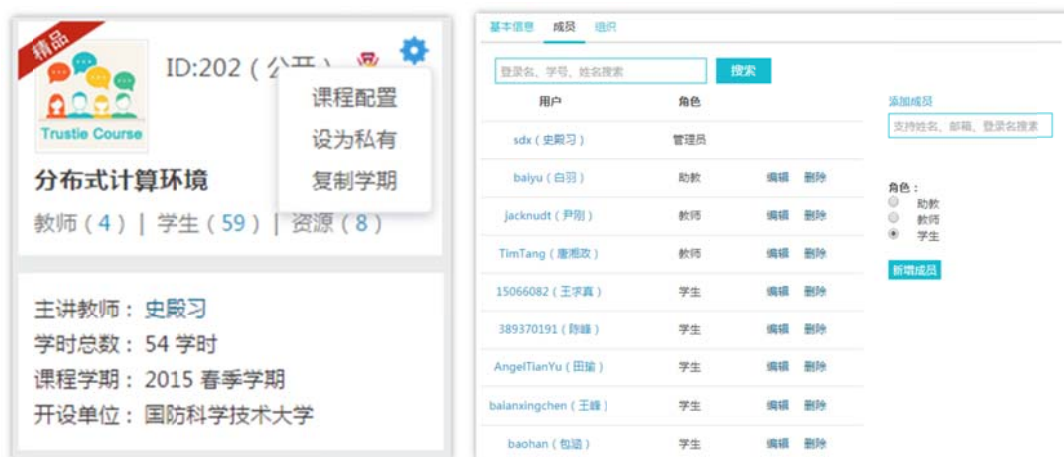 精品
ID:202（公开）
课程配置
设为私有
复制学期
Trustie Course
分布式计算环境
教师（4）| 学生（59）| 资源（8）
主讲教师：史殿习
学时总数：54 学时
课程学期：2015 春季学期
开设单位：国防科学技术大学
基本信息 成员 组织
登录名、学号、姓名搜索 搜索
用户 角色
sdx（史殿习） 管理员
baiyu（白羽） 助教 编辑 删除
jacknudt（尹刚） 教师 编辑 删除
TimTang（唐湘政） 教师 编辑 删除
15066082（王求真） 学生 编辑 删除
389370191（陈峰） 学生 编辑 删除
AngelTianYu（田瑜） 学生 编辑 删除
baianxingchen（王峰） 学生 编辑 删除
baohan（包涵） 学生 编辑 删除
添加成员
支持姓名、邮箱、登录名搜索
角色：
助教
教师
学生
新增成员